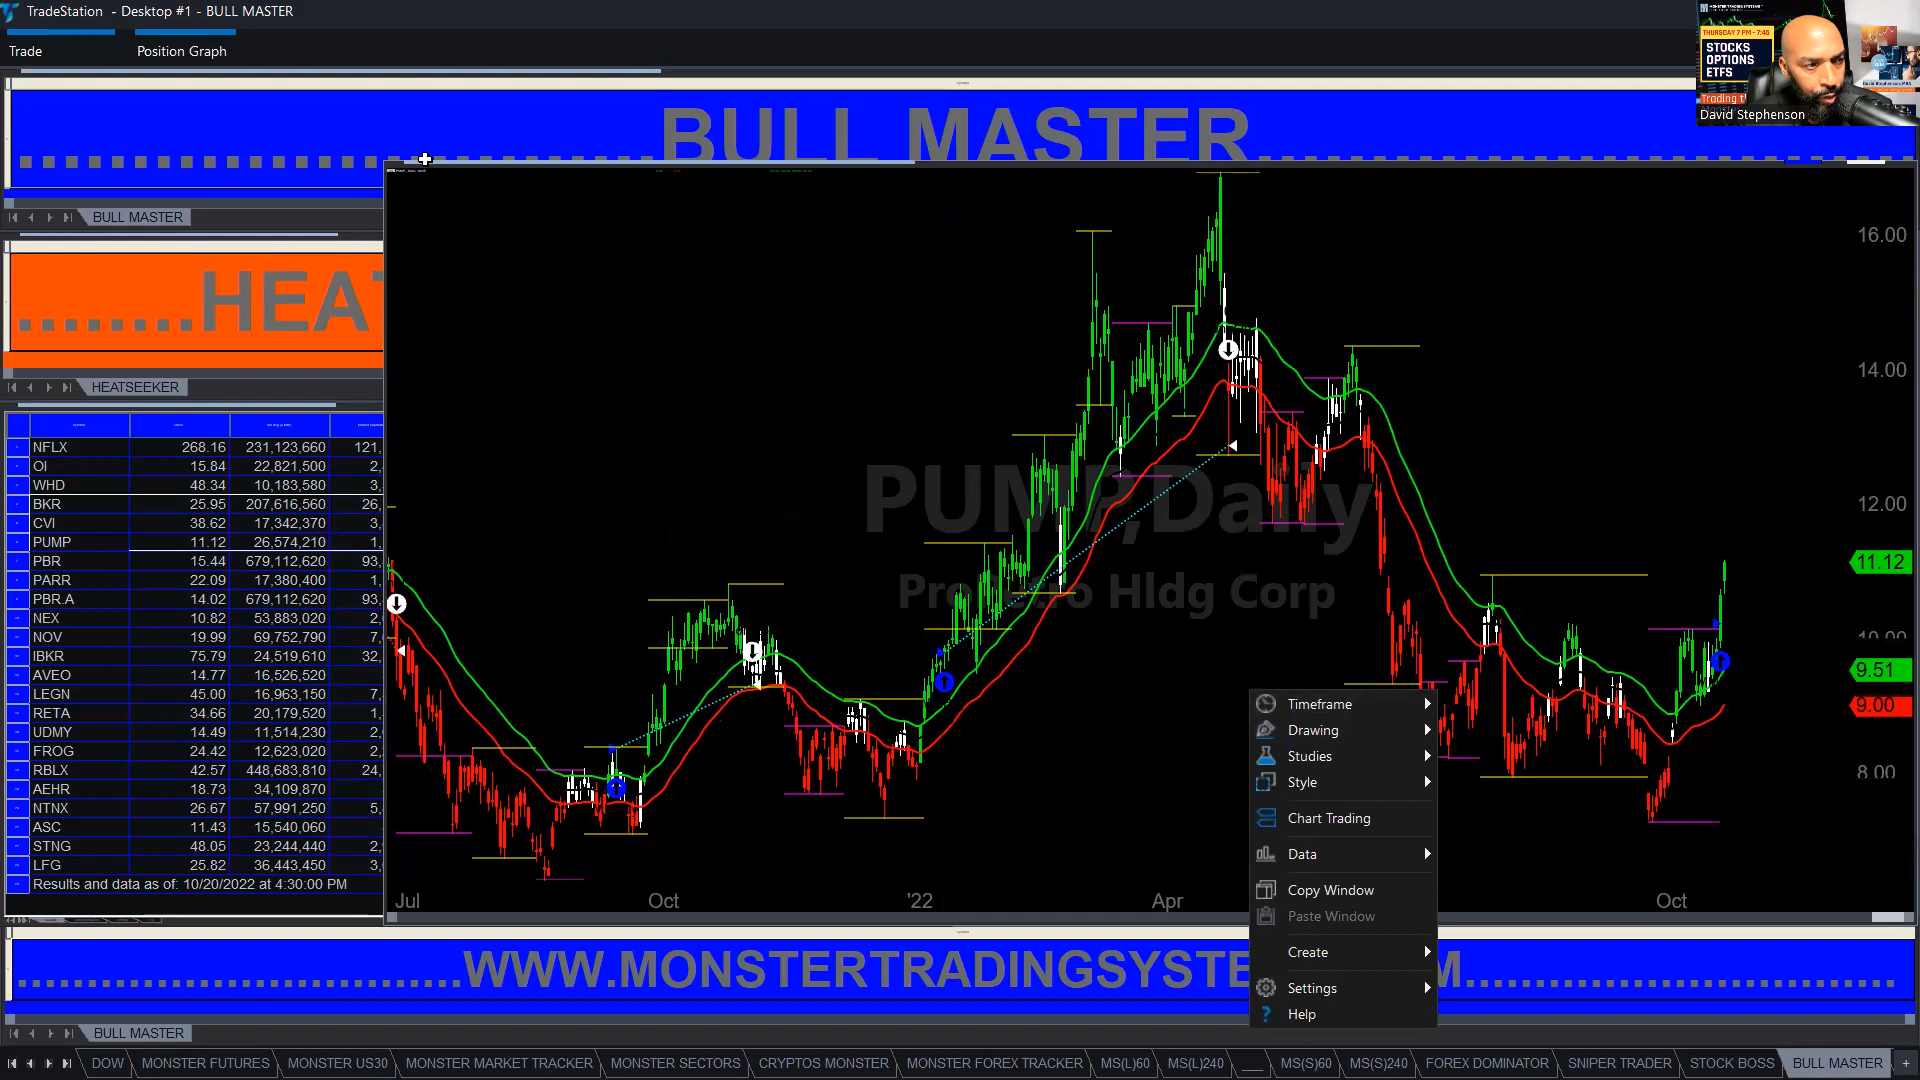 TradeStation - Desktop #1 - BULL MASTER
Trade
Position Graph
THURSDAY 7 PM - 7:45
STOCKS
OPTIONS
ETFS
David Stephenson
BULL MASTER
BULL MASTER
HEAT
HEATSEEKER
NFLX 268.16 231,123,660 121,
OI 15.84 22,821,500 2,
WHD 48.34 10,183,580 3,
BKR 25.95 207,616,560 26,
CVI 38.62 17,342,370 3,
PUMP 11.12 26,574,210 1,
PBR 15.44 679,112,620 93,
PARR 22.09 17,380,400 1,
PBR.A 14.02 679,112,620 93,
NEX 10.82 53,883,020 2,
NOV 19.99 69,752,790 7,
IBKR 75.79 24,519,610 32,
AVEO 14.77 16,526,520
LEGN 45.00 16,963,150 7,
RETA 34.66 20,179,520 1,
UDMY 14.49 11,514,230 2,
FROG 24.42 12,623,020 2,
RBLX 42.57 448,683,810 24,
AEHR 18.73 34,109,870
NTNX 26.67 57,991,250 5,
ASC 11.43 15,540,060
STNG 48.05 23,244,440 2,
LFG 25.82 36,443,450 3,
Results and data as of: 10/20/2022 at 4:30:00 PM
PUMP,Daily
ProPetro Hldg Corp
16.00
14.00
12.00
11.12
10.00
9.51
9.00
8.00
Jul Oct '22 Apr Oct
Timeframe
Drawing
Studies
Style
Chart Trading
Data
Copy Window
Paste Window
Create
Settings
Help
WWW.MONSTERTRADINGSYSTE M
BULL MASTER
DOW MONSTER FUTURES MONSTER US30 MONSTER MARKET TRACKER MONSTER SECTORS CRYPTOS MONSTER MONSTER FOREX TRACKER MS(L)60 MS(L)240 ___ MS(S)60 MS(S)240 FOREX DOMINATOR SNIPER TRADER STOCK BOSS BULL MASTER +